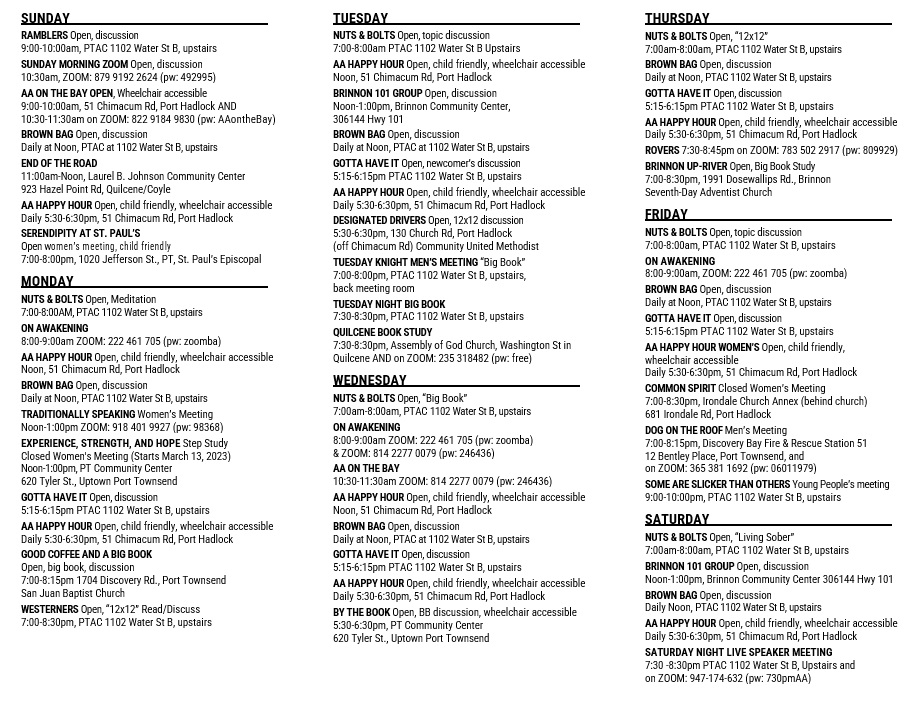 SUNDAY
RAMBLERS Open, discussion
9:00-10:00am, PTAC 1102 Water St B, upstairs
SUNDAY MORNING ZOOM Open, discussion
10:30am, ZOOM: 879 9192 2624 (pw: 492995)
AA ON THE BAY OPEN, Wheelchair accessible
9:00-10:00am, 51 Chimacum Rd, Port Hadlock AND
10:30-11:30am on ZOOM: 822 9184 9830 (pw: AAontheBay)
BROWN BAG Open, discussion
Daily at Noon, PTAC at 1102 Water St B, upstairs
END OF THE ROAD
11:00am-Noon, Laurel B. Johnson Community Center
923 Hazel Point Rd, Quilcene/Coyle
AA HAPPY HOUR Open, child friendly, wheelchair accessible
Daily 5:30-6:30pm, 51 Chimacum Rd, Port Hadlock
SERENDIPITY AT ST. PAUL'S
Open women's meeting, child friendly
7:00-8:00pm, 1020 Jefferson St., PT, St. Paul's Episcopal
MONDAY
NUTS & BOLTS Open, Meditation
7:00-8:00AM, PTAC 1102 Water St B, upstairs
ON AWAKENING
8:00-9:00am ZOOM: 222 461 705 (pw: zoomba)
AA HAPPY HOUR Open, child friendly, wheelchair accessible
Noon, 51 Chimacum Rd, Port Hadlock
BROWN BAG Open, discussion
Daily at Noon, PTAC 1102 Water St B, upstairs
TRADITIONALLY SPEAKING Women's Meeting
Noon-1:00pm ZOOM: 918 401 9927 (pw: 98368)
EXPERIENCE, STRENGTH, AND HOPE Step Study
Closed Women's Meeting (Starts March 13, 2023)
Noon-1:00pm, PT Community Center
620 Tyler St., Uptown Port Townsend
GOTTA HAVE IT Open, discussion
5:15-6:15pm PTAC 1102 Water St B, upstairs
AA HAPPY HOUR Open, child friendly, wheelchair accessible
Daily 5:30-6:30pm, 51 Chimacum Rd, Port Hadlock
GOOD COFFEE AND A BIG BOOK
Open, big book, discussion
7:00-8:15pm 1704 Discovery Rd., Port Townsend
San Juan Baptist Church
WESTERNERS Open, "12x12" Read/Discuss
7:00-8:30pm, PTAC 1102 Water St B, upstairs
TUESDAY
NUTS & BOLTS Open, topic discussion
7:00-8:00am PTAC 1102 Water St B Upstairs
AA HAPPY HOUR Open, child friendly, wheelchair accessible
Noon, 51 Chimacum Rd, Port Hadlock
BRINNON 101 GROUP Open, discussion
Noon-1:00pm, Brinnon Community Center,
306144 Hwy 101
BROWN BAG Open, discussion
Daily at Noon, PTAC at 1102 Water St B, upstairs
GOTTA HAVE IT Open, newcomer's discussion
5:15-6:15pm PTAC 1102 Water St B, upstairs
AA HAPPY HOUR Open, child friendly, wheelchair accessible
Daily 5:30-6:30pm, 51 Chimacum Rd, Port Hadlock
DESIGNATED DRIVERS Open, 12x12 discussion
5:30-6:30pm, 130 Church Rd, Port Hadlock
(off Chimacum Rd) Community United Methodist
TUESDAY KNIGHT MEN'S MEETING "Big Book"
7:00-8:00pm, PTAC 1102 Water St B, upstairs,
back meeting room
TUESDAY NIGHT BIG BOOK
7:30-8:30pm, PTAC 1102 Water St B, upstairs
QUILCENE BOOK STUDY
7:30-8:30pm, Assembly of God Church, Washington St in
Quilcene AND on ZOOM: 235 318482 (pw: free)
WEDNESDAY
NUTS & BOLTS Open, "Big Book"
7:00am-8:00am, PTAC 1102 Water St B, upstairs
ON AWAKENING
8:00-9:00am ZOOM: 222 461 705 (pw: zoomba)
& ZOOM: 814 2277 0079 (pw: 246436)
AA ON THE BAY
10:30-11:30am ZOOM: 814 2277 0079 (pw: 246436)
AA HAPPY HOUR Open, child friendly, wheelchair accessible
Noon, 51 Chimacum Rd, Port Hadlock
BROWN BAG Open, discussion
Daily at Noon, PTAC at 1102 Water St B, upstairs
GOTTA HAVE IT Open, discussion
5:15-6:15pm PTAC 1102 Water St B, upstairs
AA HAPPY HOUR Open, child friendly, wheelchair accessible
Daily 5:30-6:30pm, 51 Chimacum Rd, Port Hadlock
BY THE BOOK Open, BB discussion, wheelchair accessible
5:30-6:30pm, PT Community Center
620 Tyler St., Uptown Port Townsend
THURSDAY
NUTS & BOLTS Open, "12x12"
7:00am-8:00am, PTAC 1102 Water St B, upstairs
BROWN BAG Open, discussion
Daily at Noon, PTAC 1102 Water St B, upstairs
GOTTA HAVE IT Open, discussion
5:15-6:15pm PTAC 1102 Water St B, upstairs
AA HAPPY HOUR Open, child friendly, wheelchair accessible
Daily 5:30-6:30pm, 51 Chimacum Rd, Port Hadlock
ROVERS 7:30-8:45pm on ZOOM: 783 502 2917 (pw: 809929)
BRINNON UP-RIVER Open, Big Book Study
7:00-8:30pm, 1991 Dosewallips Rd., Brinnon
Seventh-Day Adventist Church
FRIDAY
NUTS & BOLTS Open, topic discussion
7:00-8:00am, PTAC 1102 Water St B, upstairs
ON AWAKENING
8:00-9:00am, ZOOM: 222 461 705 (pw: zoomba)
BROWN BAG Open, discussion
Daily at Noon, PTAC 1102 Water St B, upstairs
GOTTA HAVE IT Open, discussion
5:15-6:15pm PTAC 1102 Water St B, upstairs
AA HAPPY HOUR WOMEN'S Open, child friendly,
wheelchair accessible
Daily 5:30-6:30pm, 51 Chimacum Rd, Port Hadlock
COMMON SPIRIT Closed Women's Meeting
7:00-8:30pm, Irondale Church Annex (behind church)
681 Irondale Rd, Port Hadlock
DOG ON THE ROOF Men's Meeting
7:00-8:15pm, Discovery Bay Fire & Rescue Station 51
12 Bentley Place, Port Townsend, and
on ZOOM: 365 381 1692 (pw: 06011979)
SOME ARE SLICKER THAN OTHERS Young People's meeting
9:00-10:00pm, PTAC 1102 Water St B, upstairs
SATURDAY
NUTS & BOLTS Open, "Living Sober"
7:00am-8:00am, PTAC 1102 Water St B, upstairs
BRINNON 101 GROUP Open, discussion
Noon-1:00pm, Brinnon Community Center 306144 Hwy 101
BROWN BAG Open, discussion
Daily Noon, PTAC 1102 Water St B, upstairs
AA HAPPY HOUR Open, child friendly, wheelchair accessible
Daily 5:30-6:30pm, 51 Chimacum Rd, Port Hadlock
SATURDAY NIGHT LIVE SPEAKER MEETING
7:30 -8:30pm PTAC 1102 Water St B, Upstairs and
on ZOOM: 947-174-632 (pw: 730pmAA)